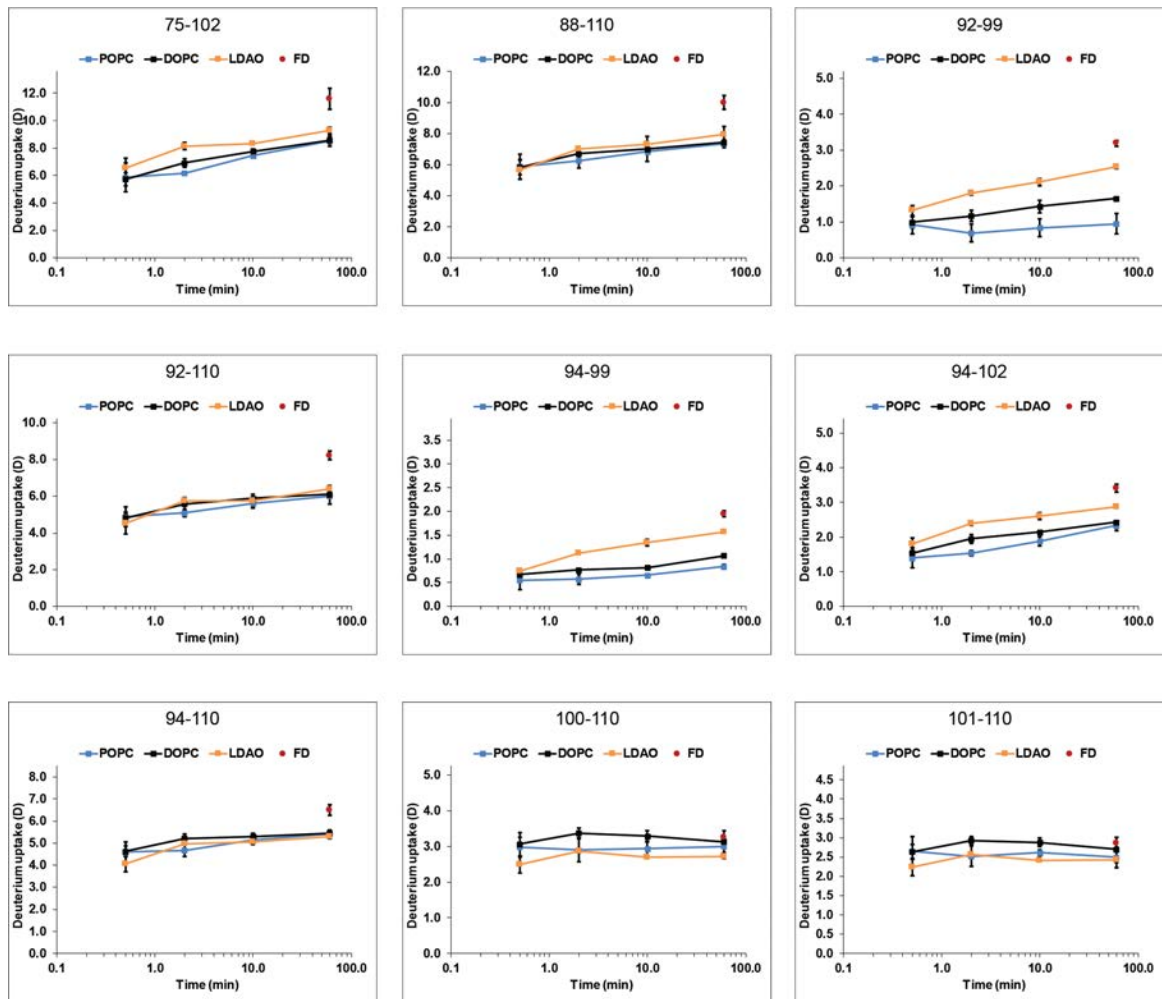 75-102
POPC DOPC LDAO FD
Deuterium uptake (D)
12.0
10.0
8.0
6.0
4.0
2.0
0.0
0.1 1.0 10.0 100.0
Time (min)
88-110
POPC DOPC LDAO FD
Deuterium uptake (D)
12.0
10.0
8.0
6.0
4.0
2.0
0.0
0.1 1.0 10.0 100.0
Time (min)
92-99
POPC DOPC LDAO FD
Deuterium uptake (D)
5.0
4.0
3.0
2.0
1.0
0.0
0.1 1.0 10.0 100.0
Time (min)
92-110
POPC DOPC LDAO FD
Deuterium uptake (D)
10.0
8.0
6.0
4.0
2.0
0.0
0.1 1.0 10.0 100.0
Time (min)
94-99
POPC DOPC LDAO FD
Deuterium uptake (D)
3.5
3.0
2.5
2.0
1.5
1.0
0.5
0.0
0.1 1.0 10.0 100.0
Time (min)
94-102
POPC DOPC LDAO FD
Deuterium uptake (D)
5.0
4.0
3.0
2.0
1.0
0.0
0.1 1.0 10.0 100.0
Time (min)
94-110
POPC DOPC LDAO FD
Deuterium uptake (D)
8.0
7.0
6.0
5.0
4.0
3.0
2.0
1.0
0.0
0.1 1.0 10.0 100.0
Time (min)
100-110
POPC DOPC LDAO FD
Deuterium uptake (D)
5.0
4.0
3.0
2.0
1.0
0.0
0.1 1.0 10.0 100.0
Time (min)
101-110
POPC DOPC LDAO FD
Deuterium uptake (D)
4.5
4.0
3.5
3.0
2.5
2.0
1.5
1.0
0.5
0.0
0.1 1.0 10.0 100.0
Time (min)